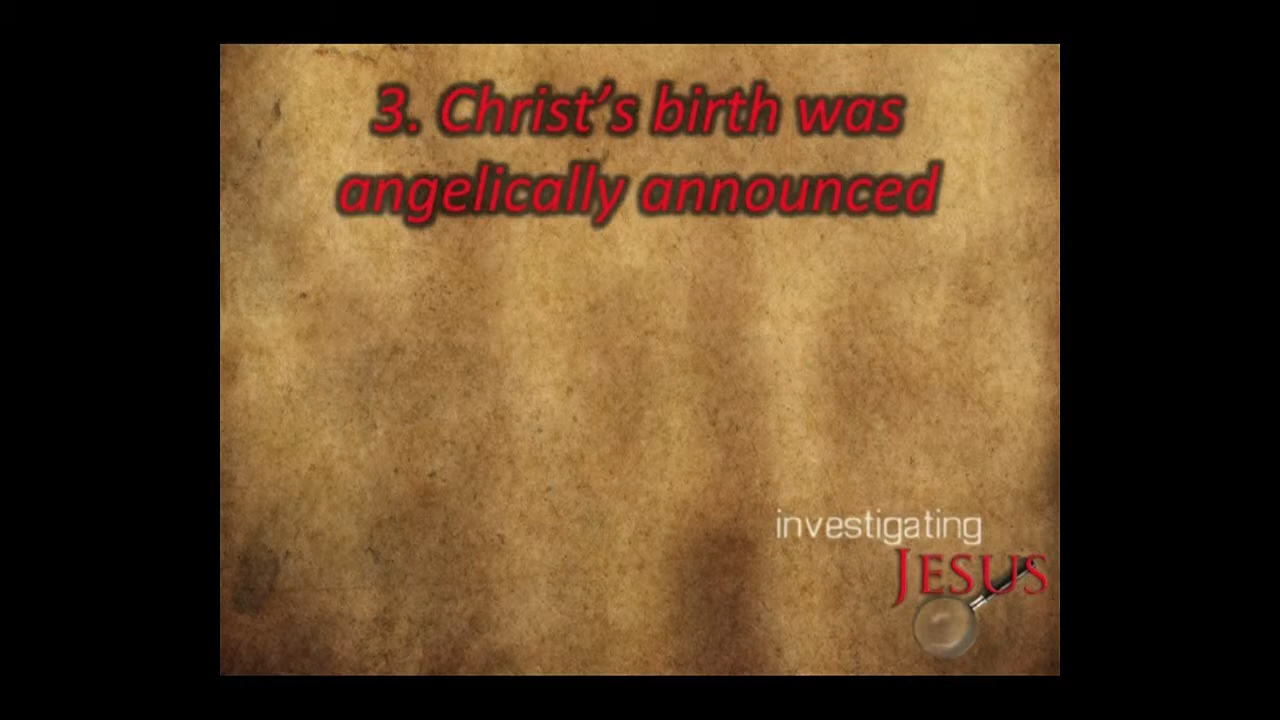 3. Christ’s birth was
angelically announced
investigating
JESUS